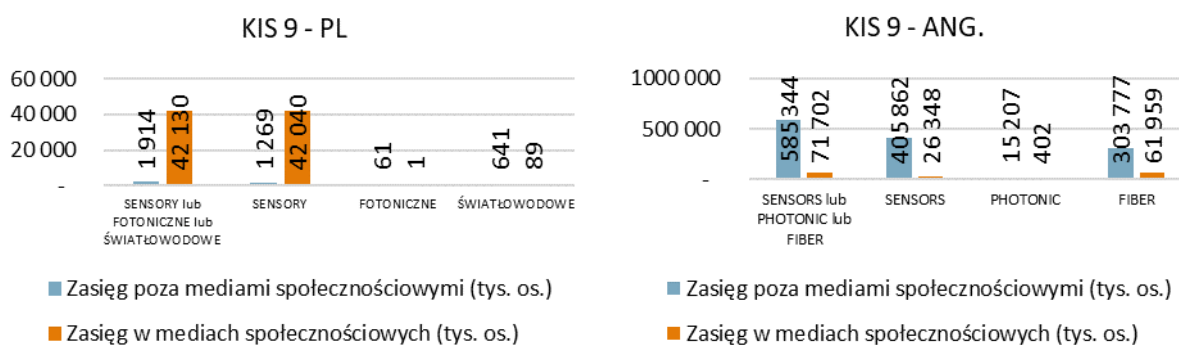 KIS 9 - PL
60 000
40 000
20 000
-
1 914
42 130
1 269
42 040
61
1
641
89
SENSORY lub
FOTONICZNE lub
ŚWIATŁOWODOWE
SENSORY
FOTONICZNE
ŚWIATŁOWODOWE
Zasięg poza mediami społecznościowymi (tys. os.)
Zasięg w mediach społecznościowych (tys. os.)
KIS 9 - ANG.
1000 000
500 000
-
585 344
71 702
405 862
26 348
15 207
402
303 777
61 959
SENSORS lub
PHOTONIC lub
FIBER
SENSORS
PHOTONIC
FIBER
Zasięg poza mediami społecznościowymi (tys. os.)
Zasięg w mediach społecznościowych (tys. os.)